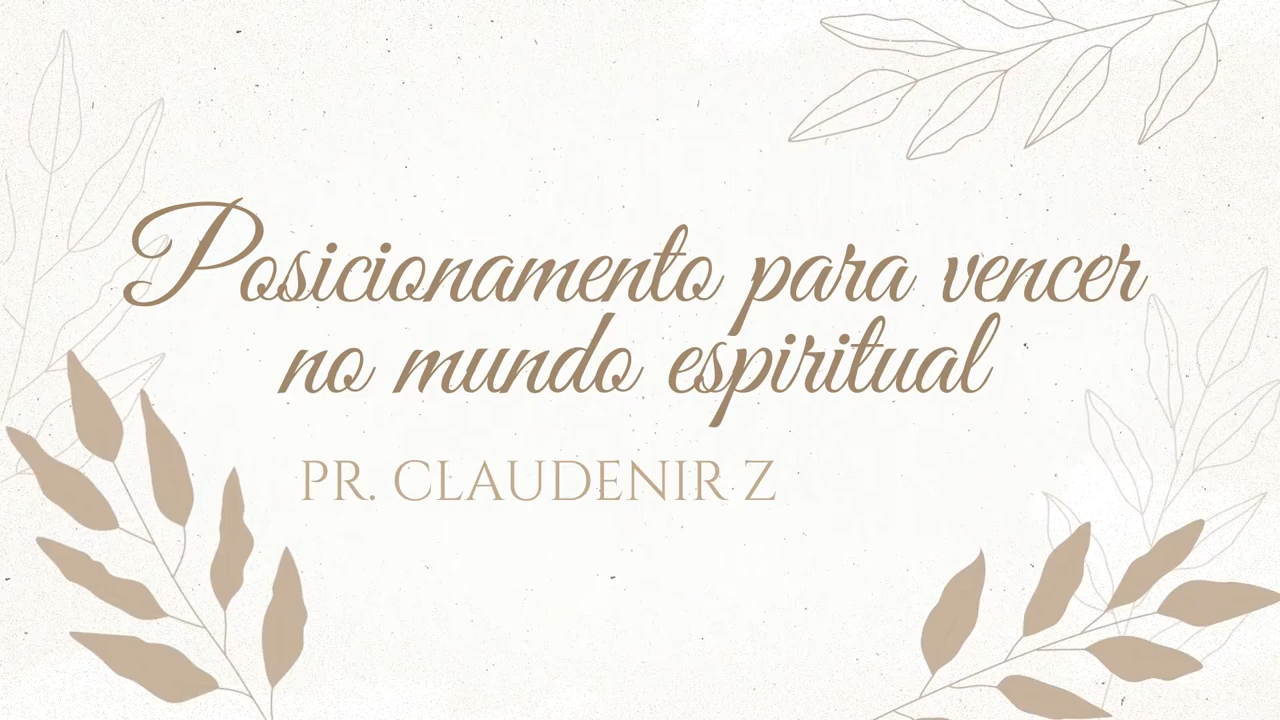 Posicionamento para vencer
no mundo espiritual
PR. CLAUDENIR Z